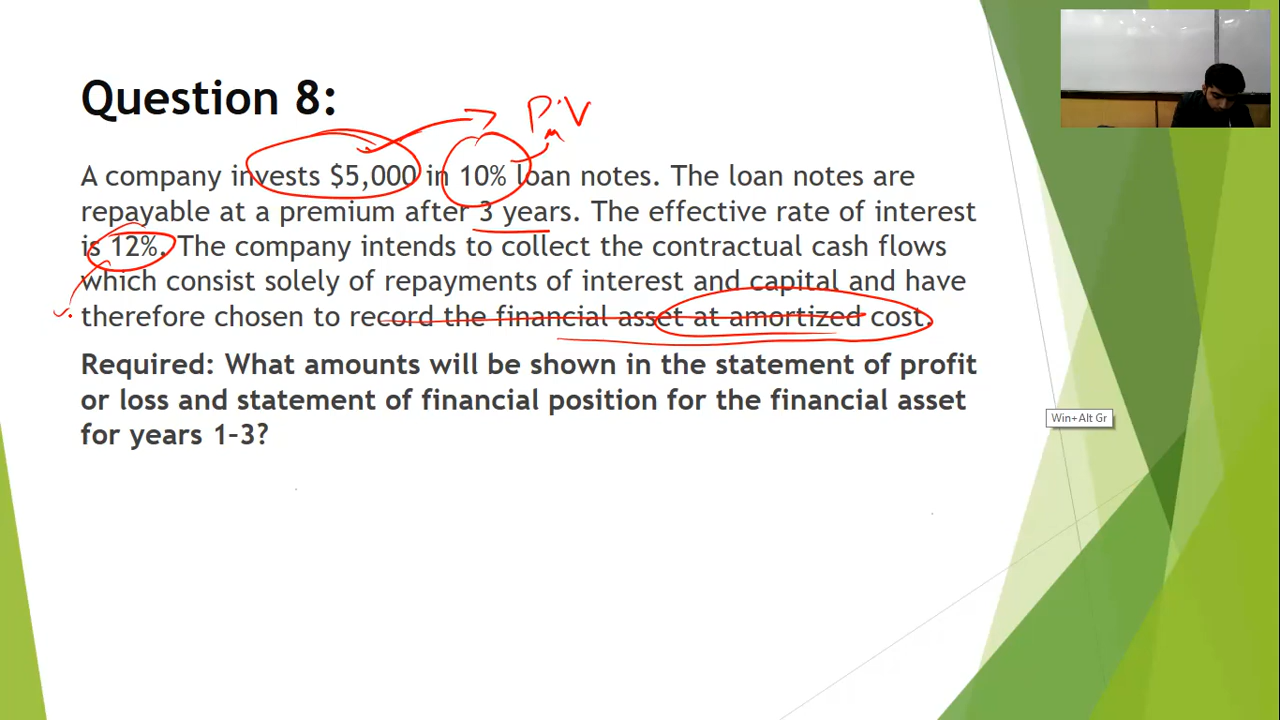 Question 8:
P.V
A company invests $5,000 in 10% loan notes. The loan notes are
repayable at a premium after 3 years. The effective rate of interest
is 12%. The company intends to collect the contractual cash flows
which consist solely of repayments of interest and capital and have
therefore chosen to record the financial asset at amortized cost.
Required: What amounts will be shown in the statement of profit
or loss and statement of financial position for the financial asset
for years 1–3?
Win+Alt Gr